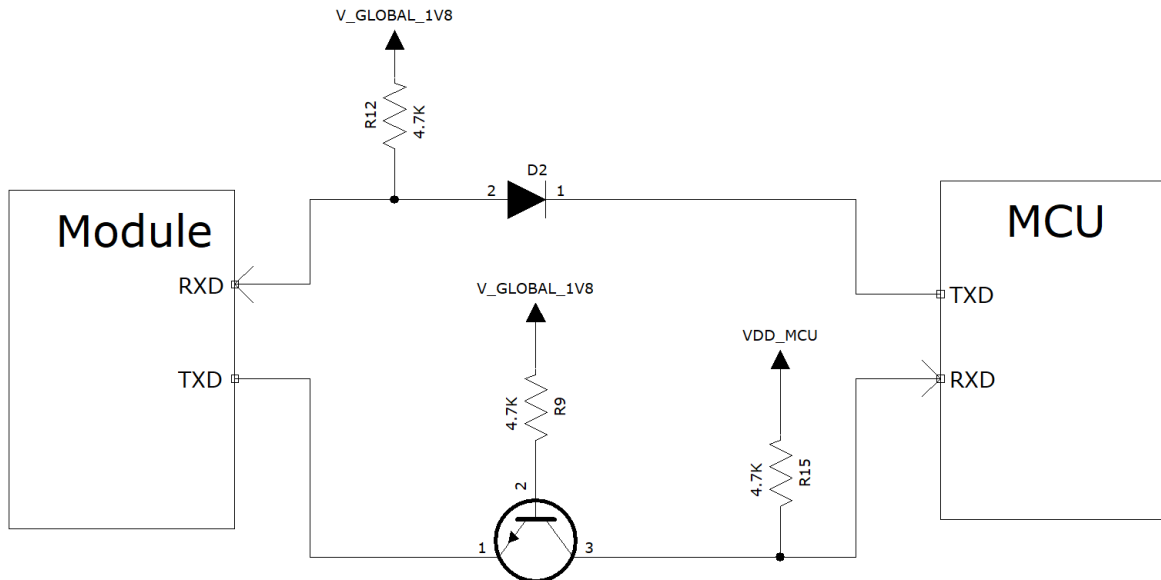 V_GLOBAL_1V8
R12
4.7K
D2
2
1
Module
MCU
RXD
TXD
V_GLOBAL_1V8
VDD_MCU
TXD
RXD
4.7K
R9
4.7K
R15
2
1
3